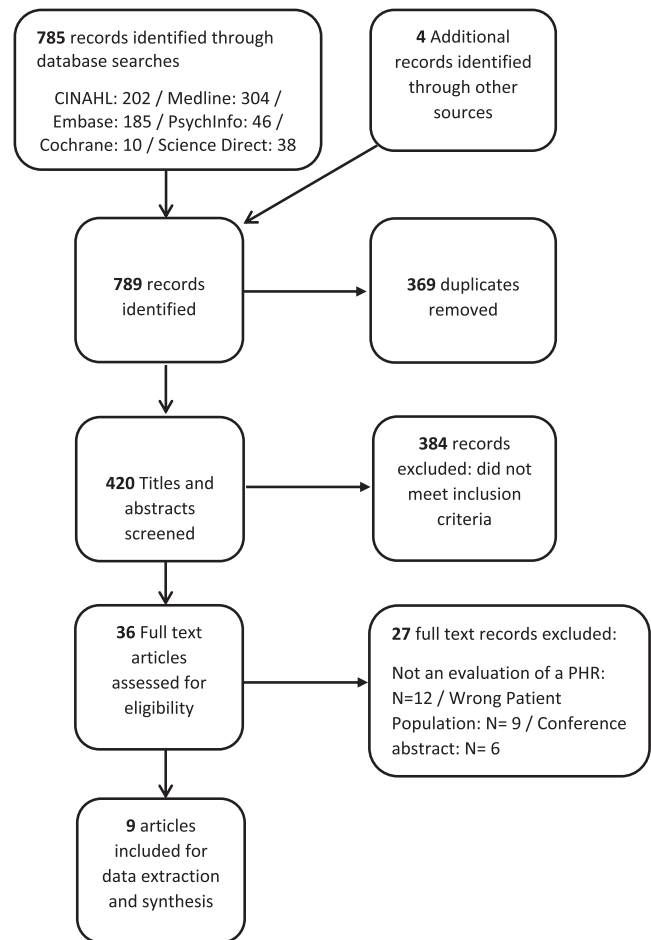 785 records identified through
database searches
CINAHL: 202 / Medline: 304 /
Embase: 185 / PsychInfo: 46 /
Cochrane: 10 / Science Direct: 38
4 Additional
records identified
through other
sources
789 records
identified
369 duplicates
removed
420 Titles and
abstracts
screened
384 records
excluded: did not
meet inclusion
criteria
36 Full text
articles
assessed for
eligibility
27 full text records excluded:
Not an evaluation of a PHR:
N=12 / Wrong Patient
Population: N= 9 / Conference
abstract: N= 6
9 articles
included for
data extraction
and synthesis